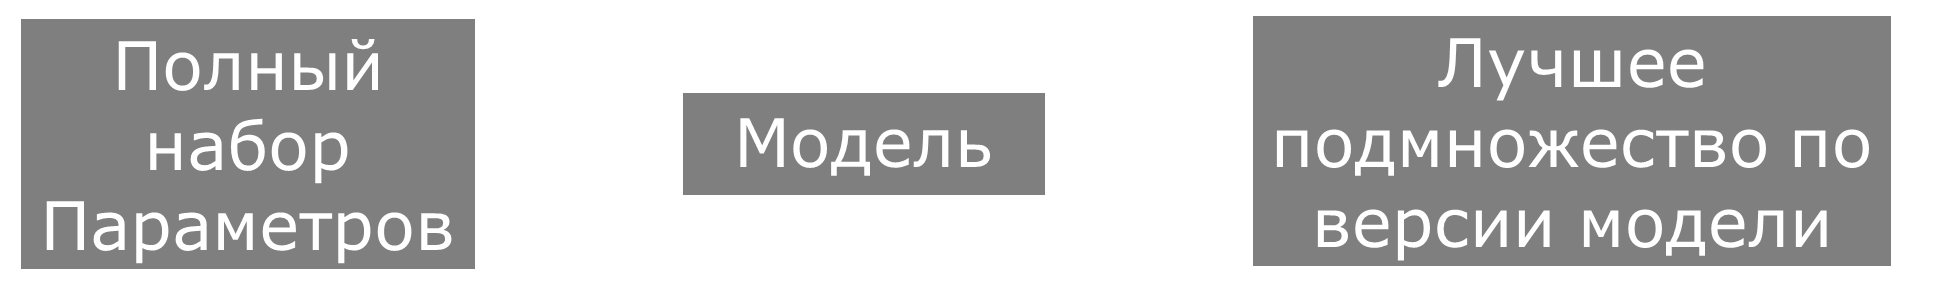 Полный
набор
Параметров
Модель
Лучшее
подмножество по
версии модели